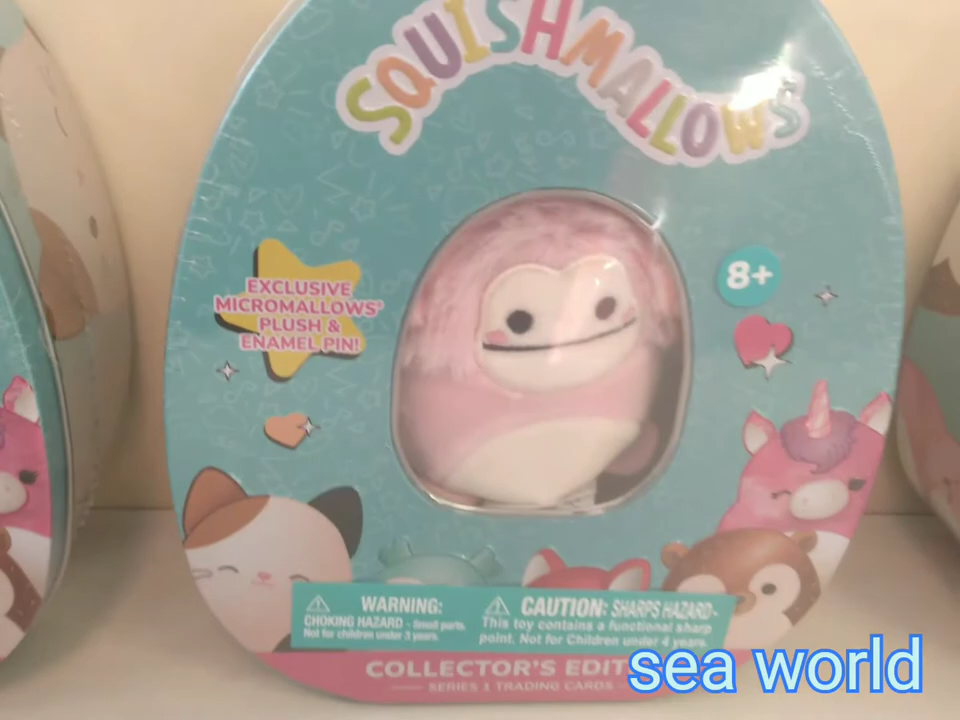 SQUISHMALLOWS
EXCLUSIVE
MICROMALLOWS®
PLUSH &
ENAMEL PIN!
8+
WARNING:
CHOKING HAZARD - Small parts.
Not for children under 3 years.
CAUTION: SHARPS HAZARD-
This toy contains a functional sharp
point. Not for Children under 4 years.
COLLECTOR'S EDIT
SERIES 1 TRADING CARDS
sea world